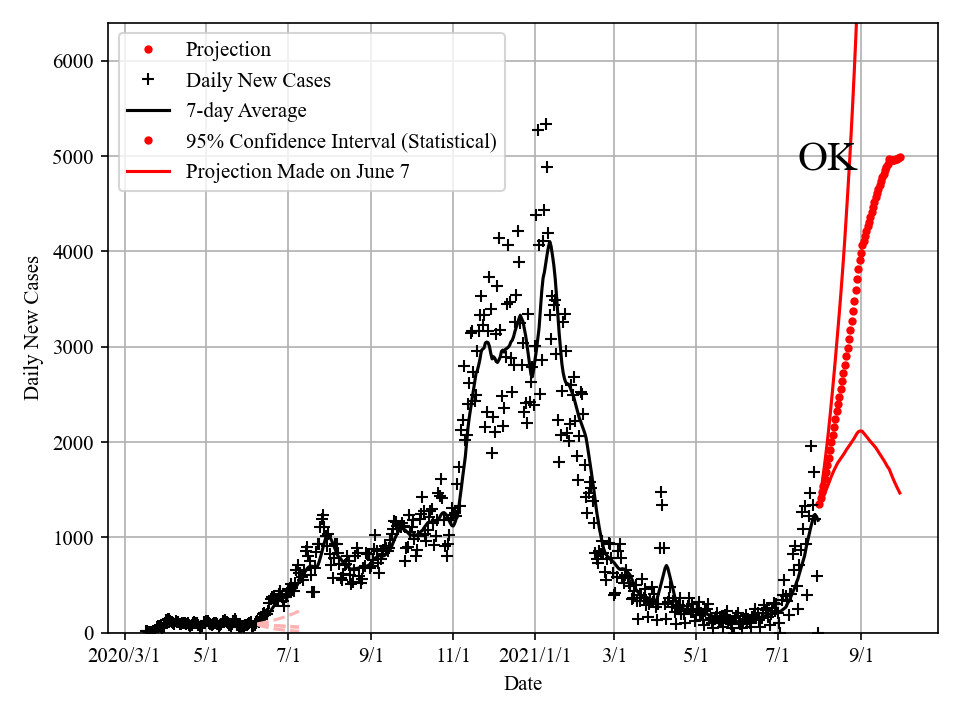 Projection
Daily New Cases
7-day Average
95% Confidence Interval (Statistical)
Projection Made on June 7
OK
6000
5000
4000
3000
2000
1000
0
Daily New Cases
2020/3/1 5/1 7/1 9/1 11/1 2021/1/1 3/1 5/1 7/1 9/1
Date